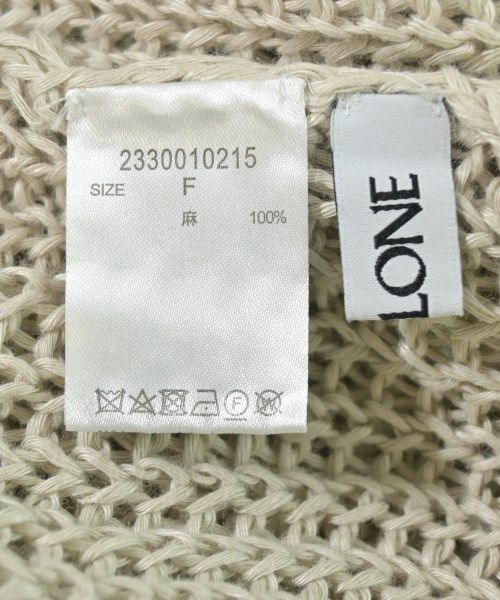 2330010215
SIZE F
麻 100%
F
LONE